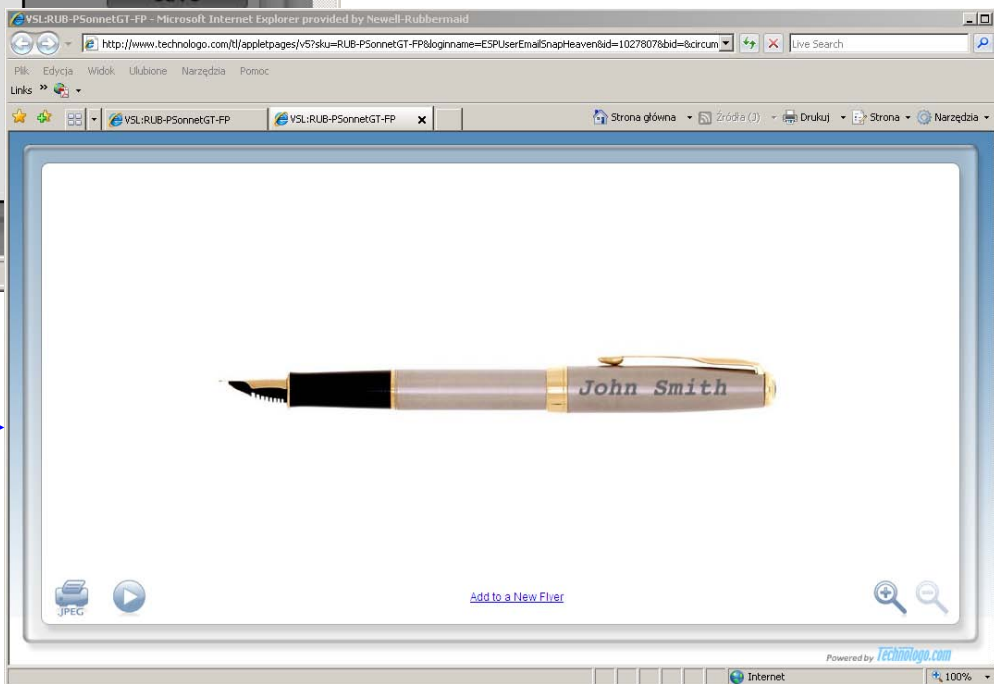 VSL:RUB-PSonnetGT-FP - Microsoft Internet Explorer provided by Newell-Rubbermaid
http://www.technologo.com/tl/appletpages/v5?sku=RUB-PSonnetGT-FP&loginname=ESPUserEmailSnapHeaven&id=1027807&bid=&circum
Live Search
Plik Edycja Widok Ulubione Narzędzia Pomoc
Links »
VSL:RUB-PSonnetGT-FP VSL:RUB-PSonnetGT-FP Strona główna Źródła (J) Drukuj Strona Narzędzia
John Smith
JPEG
Add to a New Flyer
Powered by Technologo.com
Internet 100%